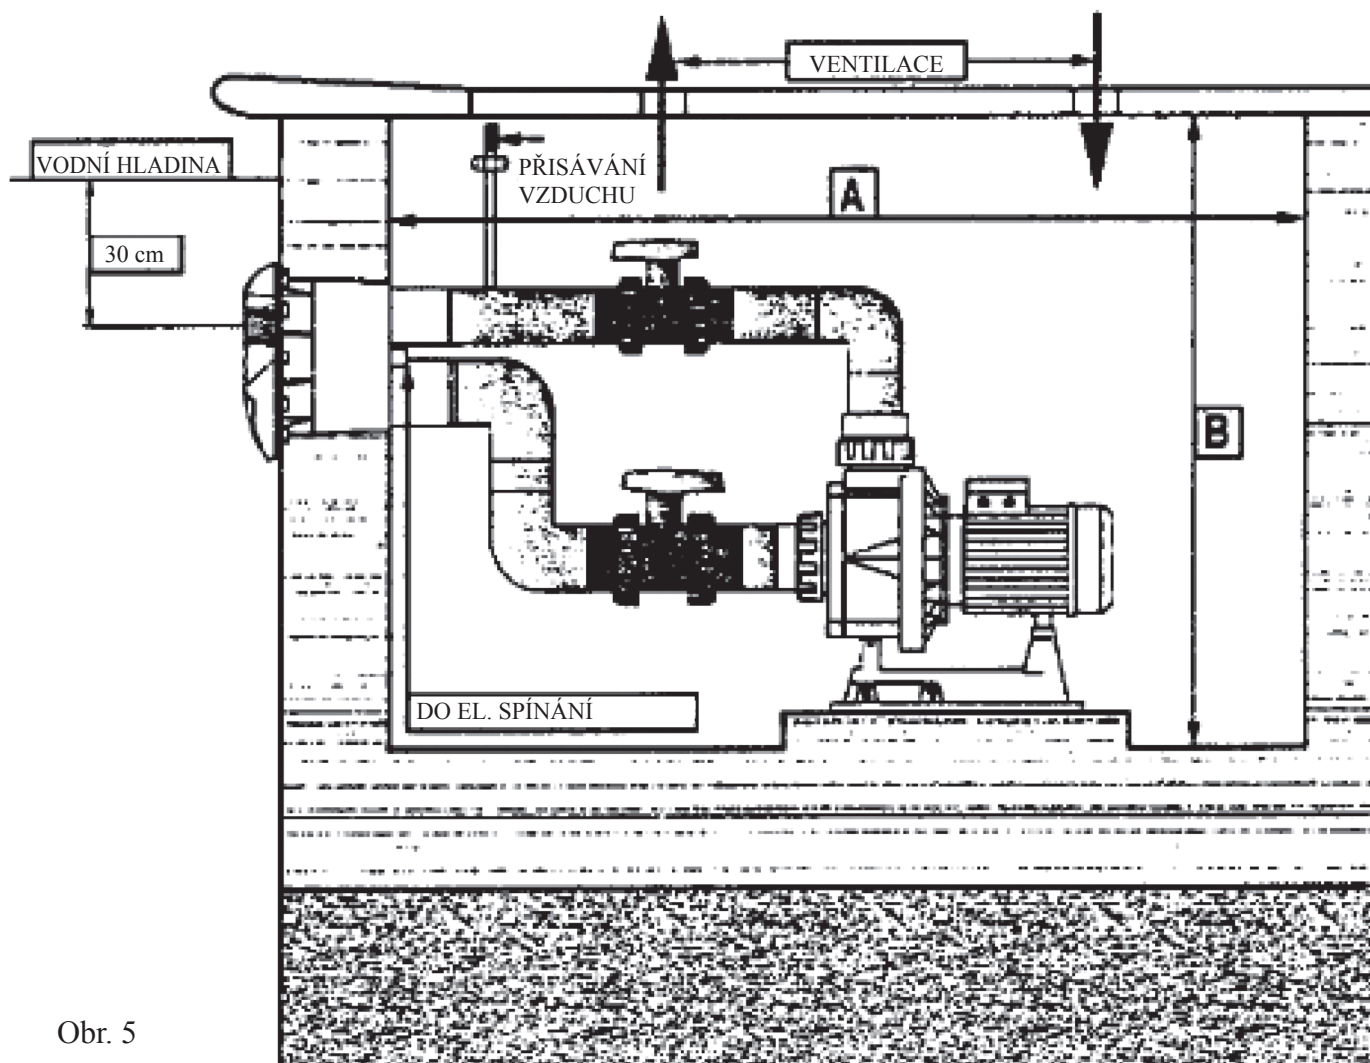 VENTILACE
VODNÍ HLADINA
PŘISÁVÁNÍ
VZDUCHU
A
30 cm
B
DO EL. SPÍNÁNÍ
Obr. 5